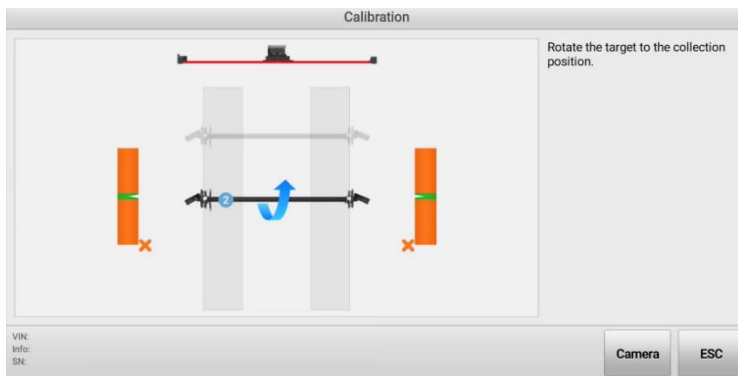 Calibration
Rotate the target to the collection
position.
2
VIN:
Info:
SN:
Camera
ESC